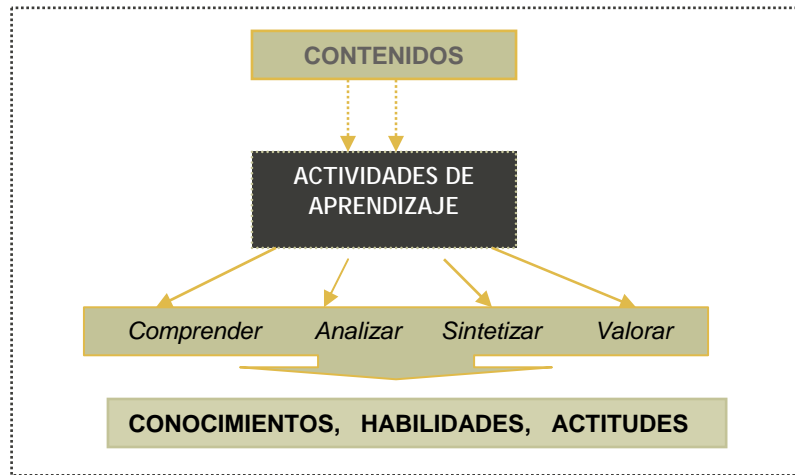 CONTENIDOS
ACTIVIDADES DE
APRENDIZAJE
Comprender Analizar Sintetizar Valorar
CONOCIMIENTOS, HABILIDADES, ACTITUDES